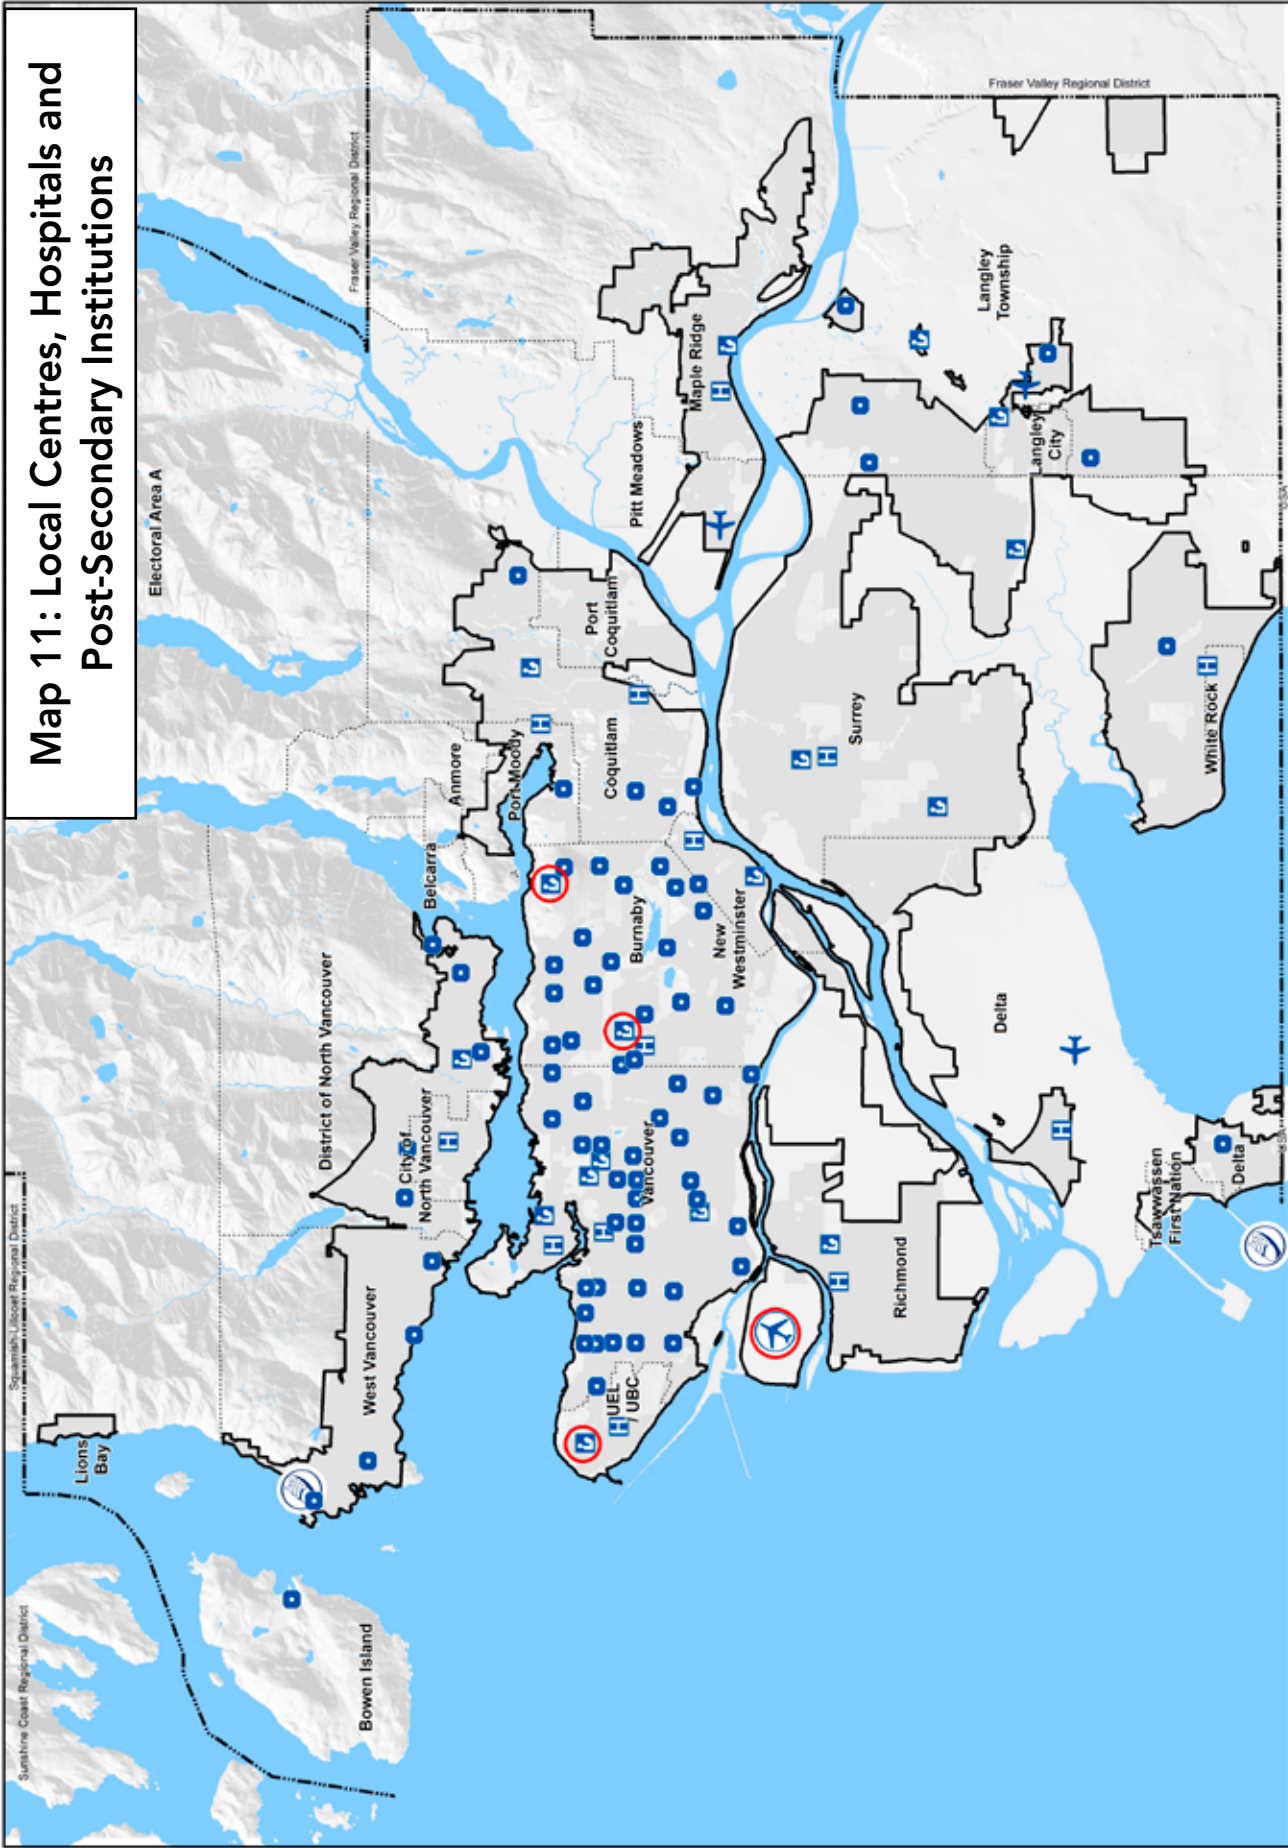 Map 11: Local Centres, Hospitals and
Post-Secondary Institutions
Sunshine Coast Regional District
Squamish-Lillooet Regional District
Electoral Area A
Fraser Valley Regional District
Fraser Valley Regional District
Lions
Bay
Bowen Island
West Vancouver
District of North Vancouver
City of
North Vancouver
Belcarra
Anmore
Port Moody
Coquitlam
Port
Coquitlam
Pitt Meadows
Maple Ridge
UEL
/ UBC
Vancouver
Burnaby
New
Westminster
Richmond
Surrey
Langley
Township
Langley
City
Delta
White Rock
Tsawwassen
First Nation
Delta
H
H
H
H
H
H
H
H
H
H
H
H
H
H